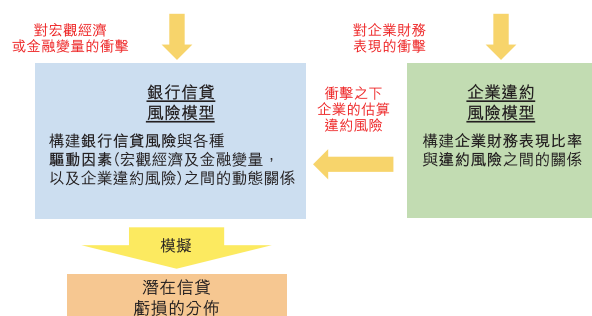 對宏觀經濟
或金融變量的衝擊
對企業財務
表現的衝擊
銀行信貸
風險模型
構建銀行信貸風險與各種
驅動因素(宏觀經濟及金融變量，
以及企業違約風險)之間的動態關係
衝擊之下
企業的估算
違約風險
企業違約
風險模型
構建企業財務表現比率
與違約風險之間的關係
模擬
潛在信貸
虧損的分佈